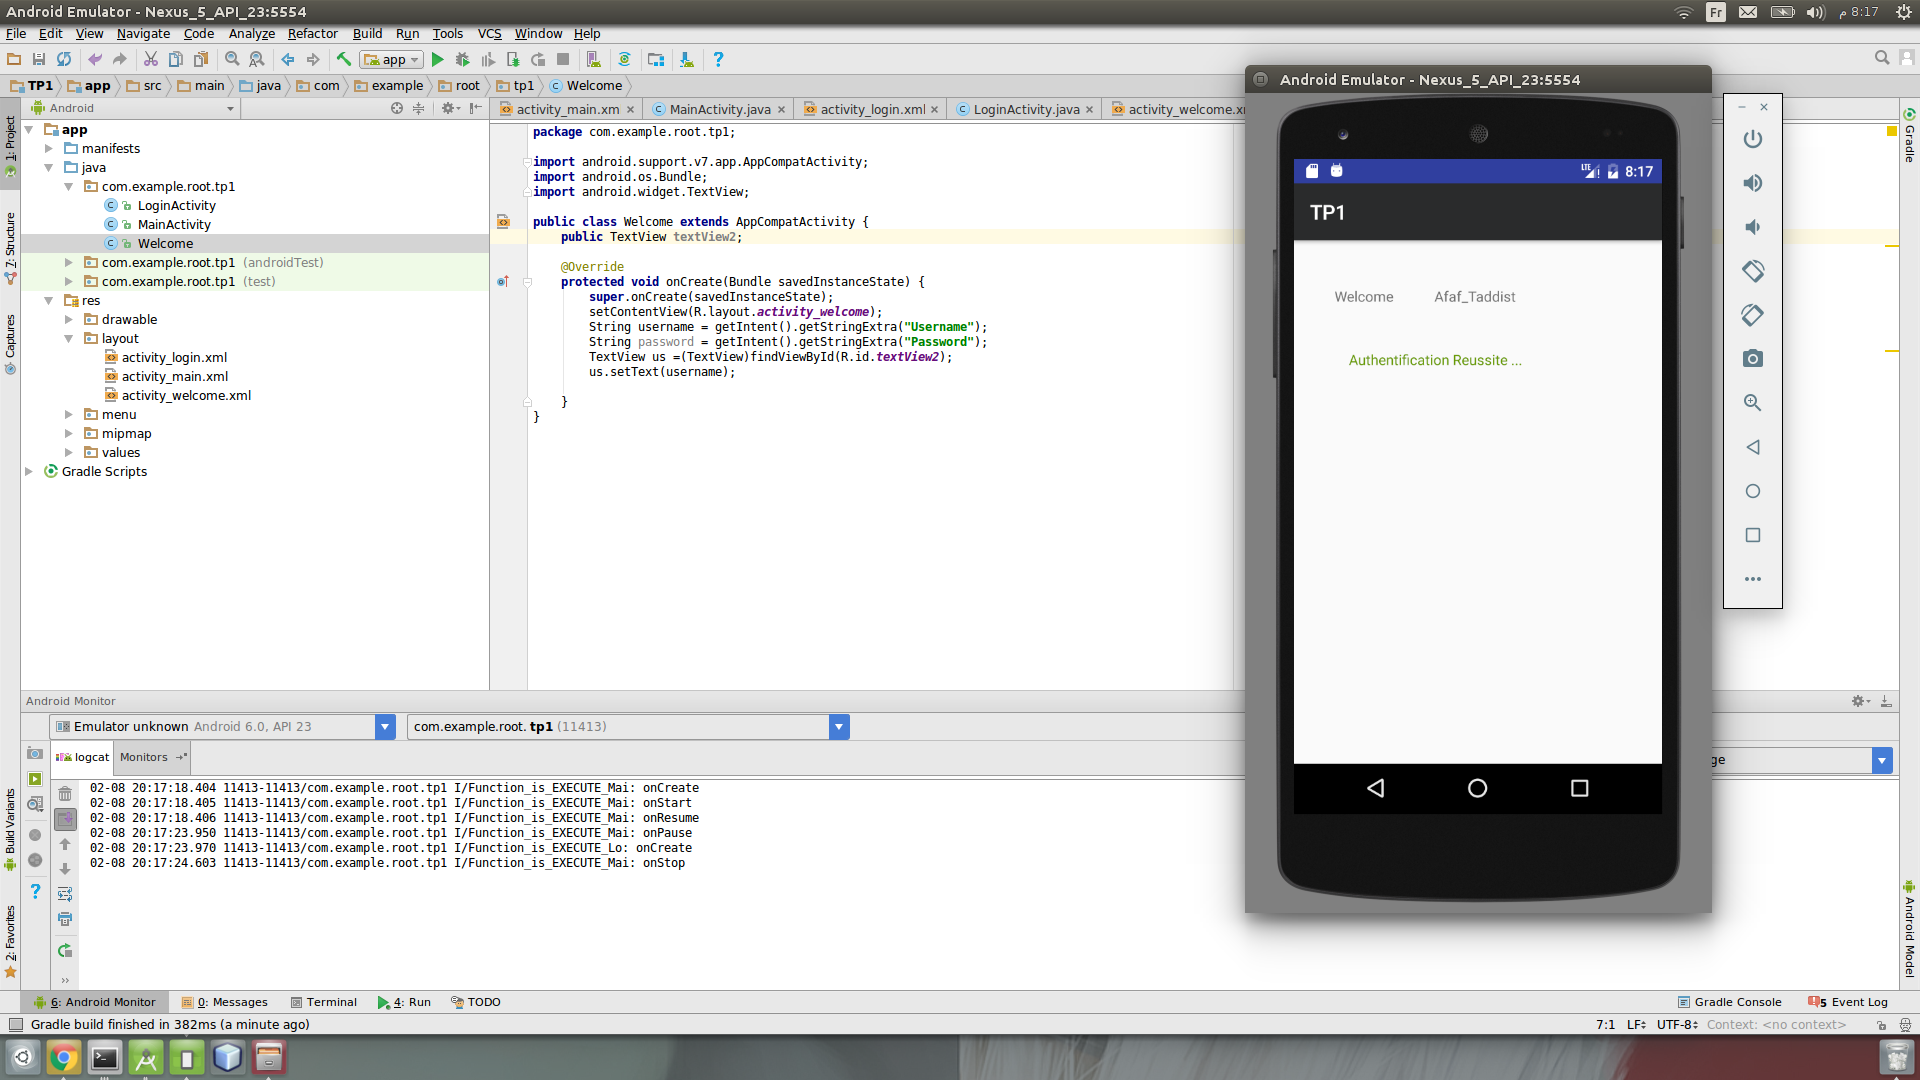 Android Emulator - Nexus_5_API_23:5554
Fr
8:17 م
File Edit View Navigate Code Analyze Refactor Build Run Tools VCS Window Help
app
TP1 app src main java com example root tp1 Welcome
Android
activity_main.xm MainActivity.java activity_login.xml LoginActivity.java activity_welcome.x
1: Project
7: Structure
Captures
Build Variants
2: Favorites
app
manifests
java
com.example.root.tp1
LoginActivity
MainActivity
Welcome
com.example.root.tp1 (androidTest)
com.example.root.tp1 (test)
res
drawable
layout
activity_login.xml
activity_main.xml
activity_welcome.xml
menu
mipmap
values
Gradle Scripts
package com.example.root.tp1;
import android.support.v7.app.AppCompatActivity;
import android.os.Bundle;
import android.widget.TextView;
public class Welcome extends AppCompatActivity {
public TextView textView2;
@Override
protected void onCreate(Bundle savedInstanceState) {
super.onCreate(savedInstanceState);
setContentView(R.layout.activity_welcome);
String username = getIntent().getStringExtra("Username");
String password = getIntent().getStringExtra("Password");
TextView us =(TextView)findViewById(R.id.textView2);
us.setText(username);
}
}
Android Emulator - Nexus_5_API_23:5554
LTE 8:17
TP1
Welcome Afaf_Taddist
Authentification Reussite ...
Gradle
Android Model
Android Monitor
Emulator unknown Android 6.0, API 23
com.example.root. tp1 (11413)
logcat Monitors
ge
02-08 20:17:18.404 11413-11413/com.example.root.tp1 I/Function_is_EXECUTE_Mai: onCreate
02-08 20:17:18.405 11413-11413/com.example.root.tp1 I/Function_is_EXECUTE_Mai: onStart
02-08 20:17:18.406 11413-11413/com.example.root.tp1 I/Function_is_EXECUTE_Mai: onResume
02-08 20:17:23.950 11413-11413/com.example.root.tp1 I/Function_is_EXECUTE_Mai: onPause
02-08 20:17:23.970 11413-11413/com.example.root.tp1 I/Function_is_EXECUTE_Lo: onCreate
02-08 20:17:24.603 11413-11413/com.example.root.tp1 I/Function_is_EXECUTE_Mai: onStop
6: Android Monitor 0: Messages Terminal 4: Run TODO
Gradle Console 5 Event Log
Gradle build finished in 382ms (a minute ago)
7:1 LF UTF-8 Context: <no context>